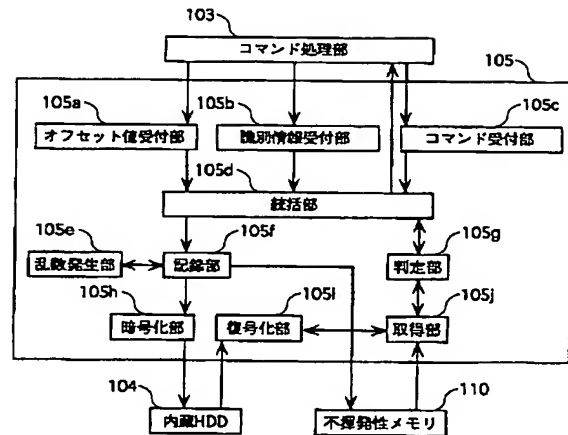 103
コマンド処理部
105
105a
105b
105c
オフセット値受付部
識別情報受付部
コマンド受付部
105d
統括部
105e
105f
105g
乱数発生部
記録部
判定部
105h
105i
105j
暗号化部
復号化部
取得部
104
110
内蔵HDD
不揮発性メモリ